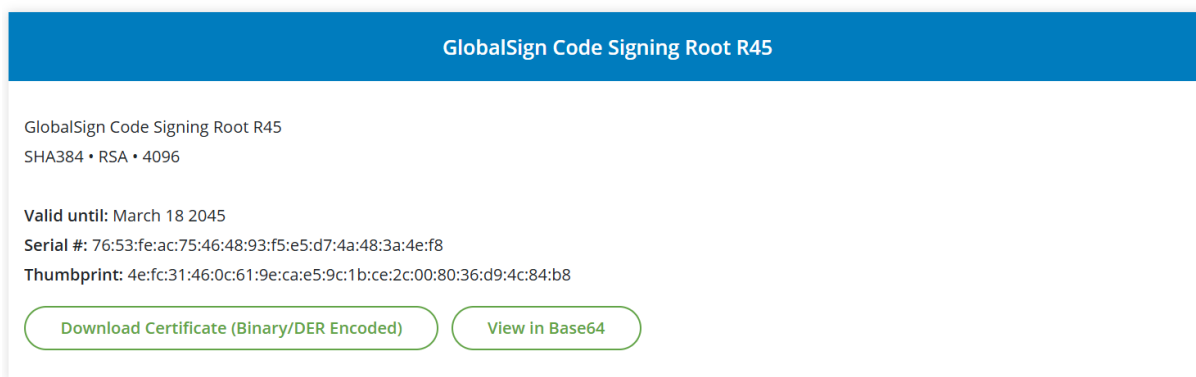 GlobalSign Code Signing Root R45
GlobalSign Code Signing Root R45
SHA384 • RSA • 4096
Valid until: March 18 2045
Serial #: 76:53:fe:ac:75:46:48:93:f5:e5:d7:4a:48:3a:4e:f8
Thumbprint: 4e:fc:31:46:0c:61:9e:ca:e5:9c:1b:ce:2c:00:80:36:d9:4c:84:b8
Download Certificate (Binary/DER Encoded) View in Base64